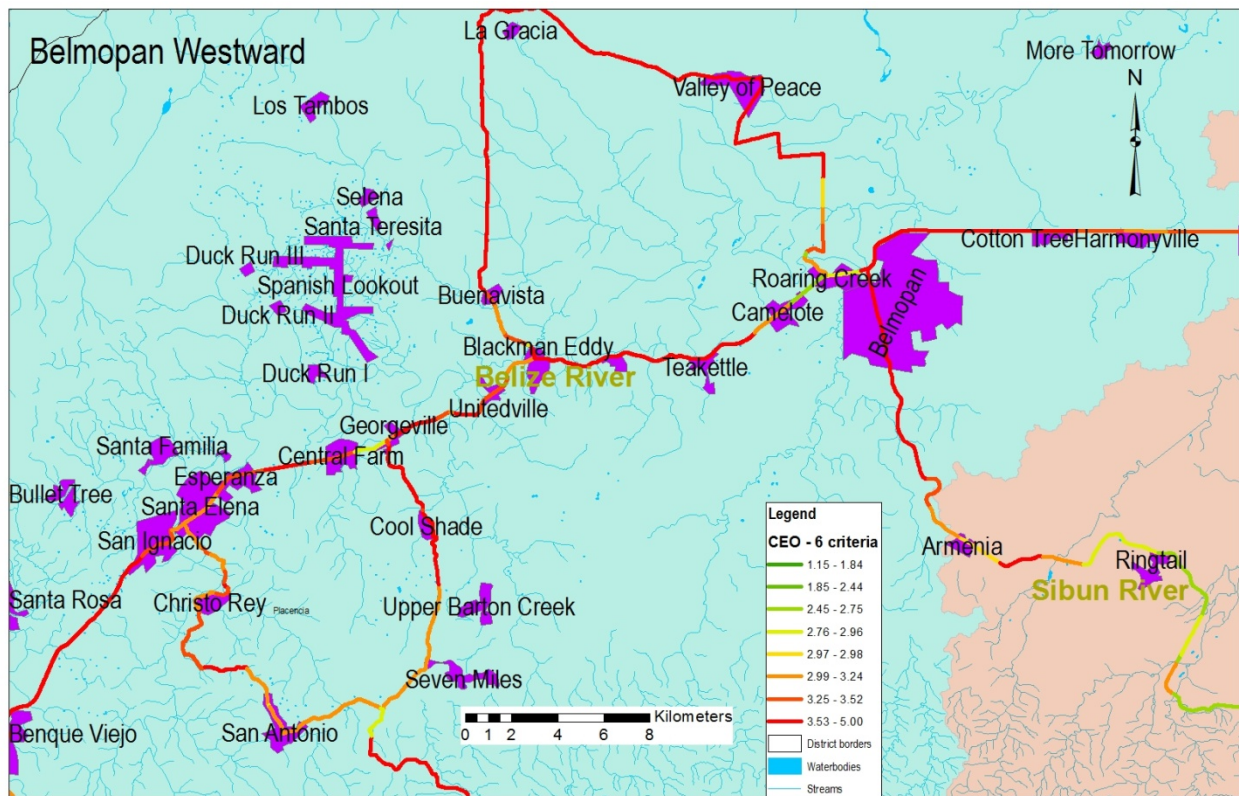 Belmopan Westward
La Gracia
More Tomorrow
N
Valley of Peace
Los Tambos
Selena
Santa Teresita
Cotton Tree
Harmonyville
Duck Run III
Spanish Lookout
Roaring Creek
Buenavista
Camelote
Duck Run II
Belmopan
Blackman Eddy
Teakettle
Belize River
Duck Run I
Unitedville
Georgeville
Santa Familia
Central Farm
Esperanza
Bullet Tree
Santa Elena
San Ignacio
Cool Shade
Armenia
Ringtail
Sibun River
Santa Rosa
Christo Rey
Placencia
Upper Barton Creek
Seven Miles
Benque Viejo
San Antonio
Kilometers
0 1 2 4 6 8
Legend
CEO - 6 criteria
1.15 - 1.84
1.85 - 2.44
2.45 - 2.75
2.76 - 2.96
2.97 - 2.98
2.99 - 3.24
3.25 - 3.52
3.53 - 5.00
District borders
Waterbodies
Streams